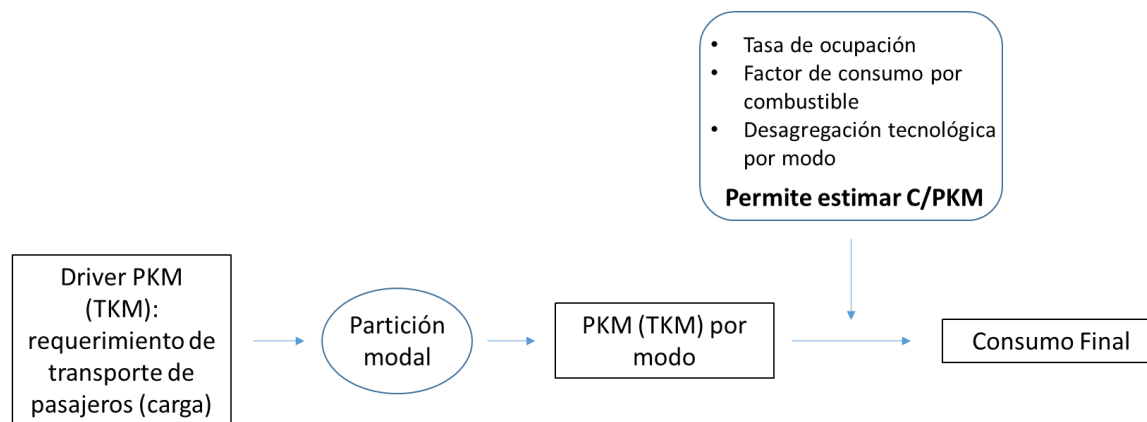 • Tasa de ocupación
• Factor de consumo por
combustible
• Desagregación tecnológica
por modo
Permite estimar C/PKM
Driver PKM
(TKM):
requerimiento de
transporte de
pasajeros (carga)
Partición
modal
PKM (TKM) por
modo
Consumo Final